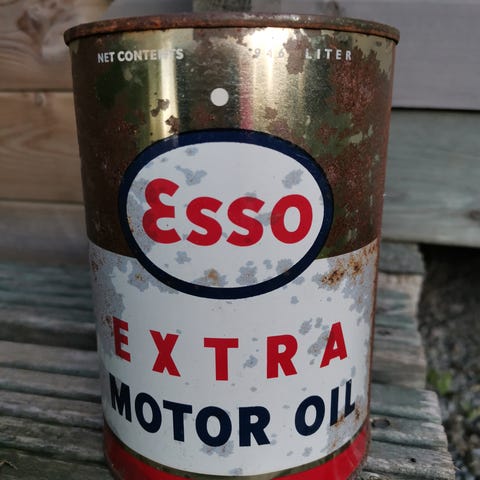 NET CONTENTS .946 LITER
Esso
EXTRA
MOTOR OIL